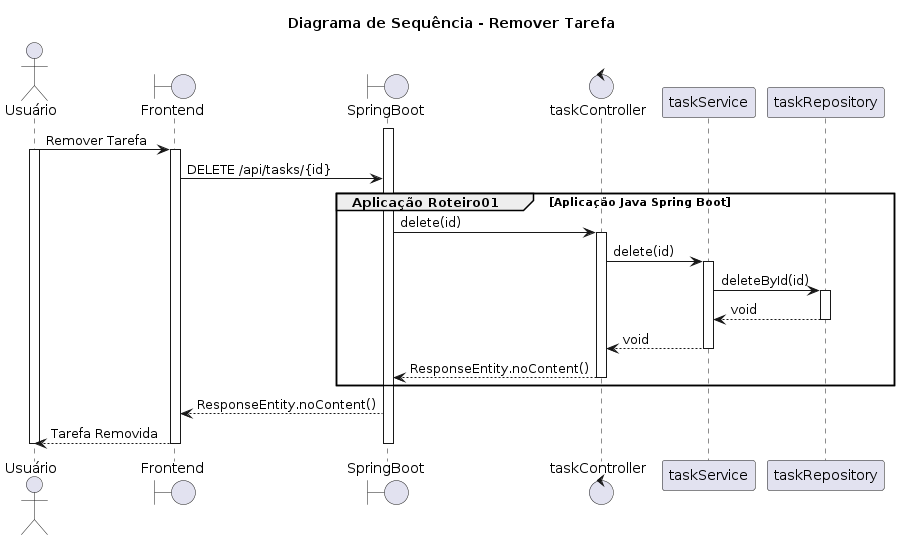 Diagrama de Sequência - Remover Tarefa
Usuário
Frontend
SpringBoot
taskController
taskService
taskRepository
Remover Tarefa
DELETE /api/tasks/{id}
Aplicação Roteiro01
[Aplicação Java Spring Boot]
delete(id)
delete(id)
deleteById(id)
void
void
ResponseEntity.noContent()
ResponseEntity.noContent()
Tarefa Removida
Usuário
Frontend
SpringBoot
taskController
taskService
taskRepository